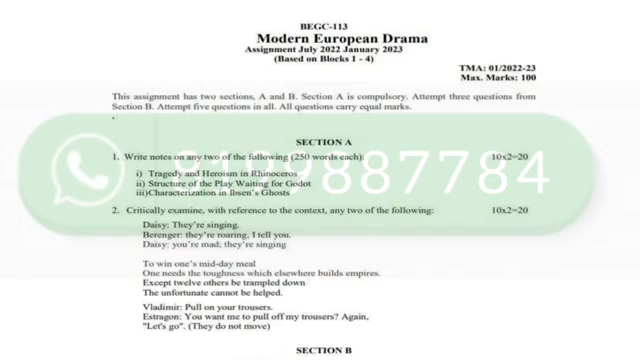 BEGC-113
Modern European Drama
Assignment July 2022 January 2023
(Based on Blocks 1 - 4)
TMA: 01/2022-23
Max. Marks: 100
This assignment has two sections, A and B. Section A is compulsory. Attempt three questions from
Section B. Attempt five questions in all. All questions carry equal marks.
SECTION A
1. Write notes on any two of the following (250 words each): 10x2=20
i) Tragedy and Heroism in Rhinoceros
ii) Structure of the Play Waiting for Godot
iii)Characterization in Ibsen's Ghosts
2. Critically examine, with reference to the context, any two of the following: 10x2=20
Daisy: They're singing.
Berenger: they're roaring, I tell you.
Daisy: you're mad; they're singing
To win one's mid-day meal
One needs the toughness which elsewhere builds empires.
Except twelve others be trampled down
The unfortunate cannot be helped.
Vladimir: Pull on your trousers.
Estragon: You want me to pull off my trousers? Again,
"Let's go". (They do not move)
SECTION B